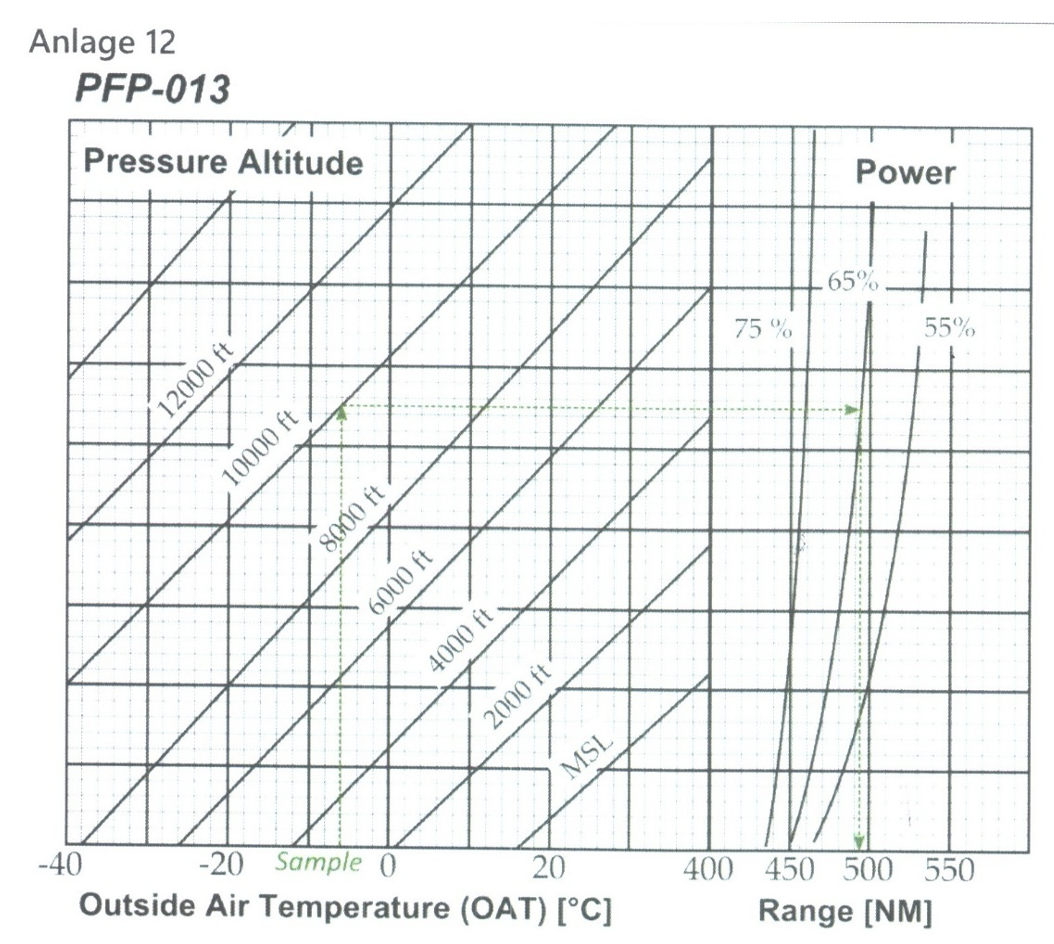 Anlage 12
PFP-013
Pressure Altitude
Power
65%
75 %
55%
12000 ft
10000 ft
8000 ft
6000 ft
4000 ft
2000 ft
MSL
-40 -20 Sample 0 20 400 450 500 550
Outside Air Temperature (OAT) [°C] Range [NM]